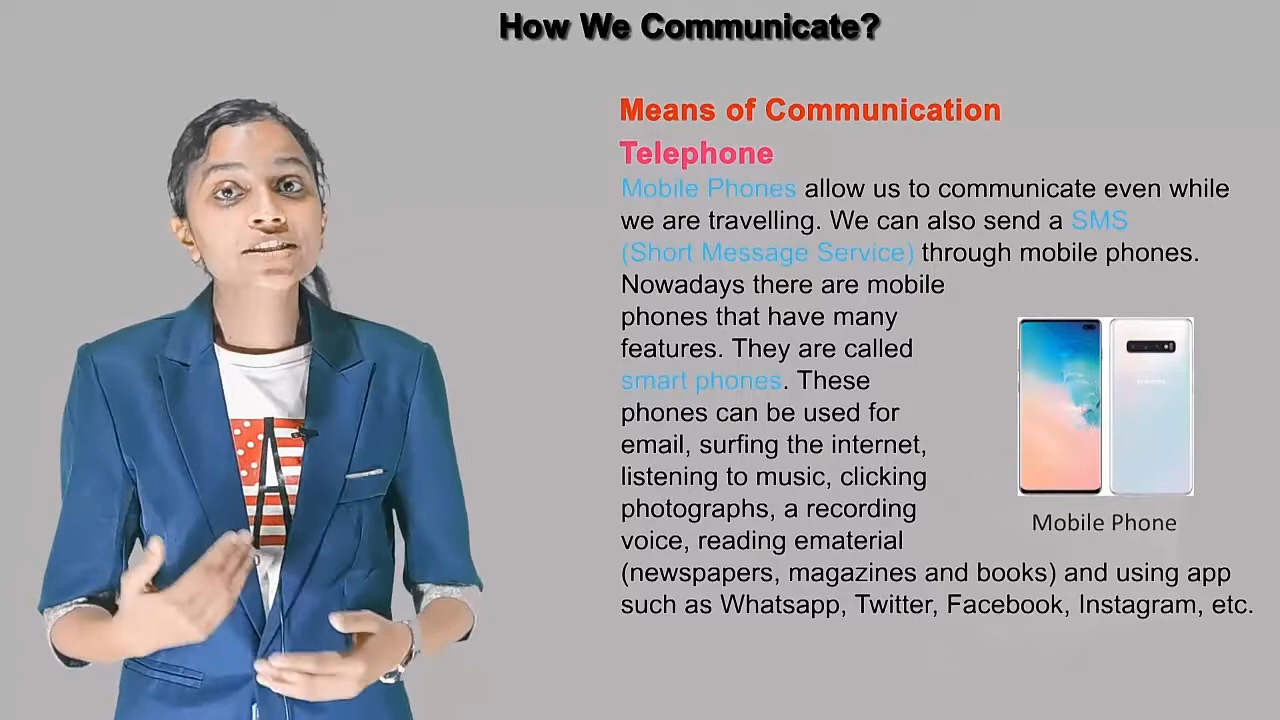 How We Communicate?
Means of Communication
Telephone
Mobile Phones allow us to communicate even while
we are travelling. We can also send a SMS
(Short Message Service) through mobile phones.
Nowadays there are mobile
phones that have many
features. They are called
smart phones. These
phones can be used for
email, surfing the internet,
listening to music, clicking
photographs, a recording
voice, reading ematerial
(newspapers, magazines and books) and using app
such as Whatsapp, Twitter, Facebook, Instagram, etc.
SAMSUNG
Mobile Phone
A